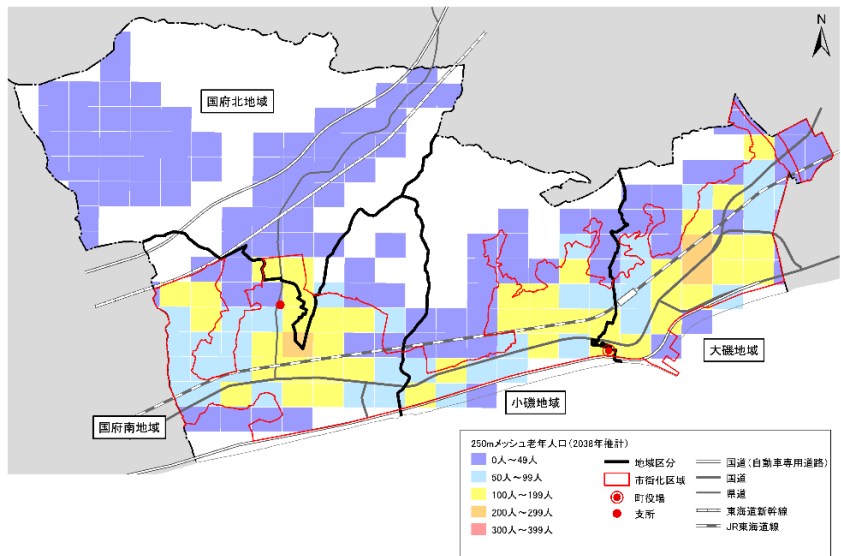 N
国府北地域
大磯地域
小磯地域
国府南地域
250mメッシュ老年人口(2038年推計)
0人～49人
50人～99人
100人～199人
200人～299人
300人～399人
地域区分
市街化区域
町役場
支所
国道(自動車専用道路)
国道
県道
東海道新幹線
JR東海道線